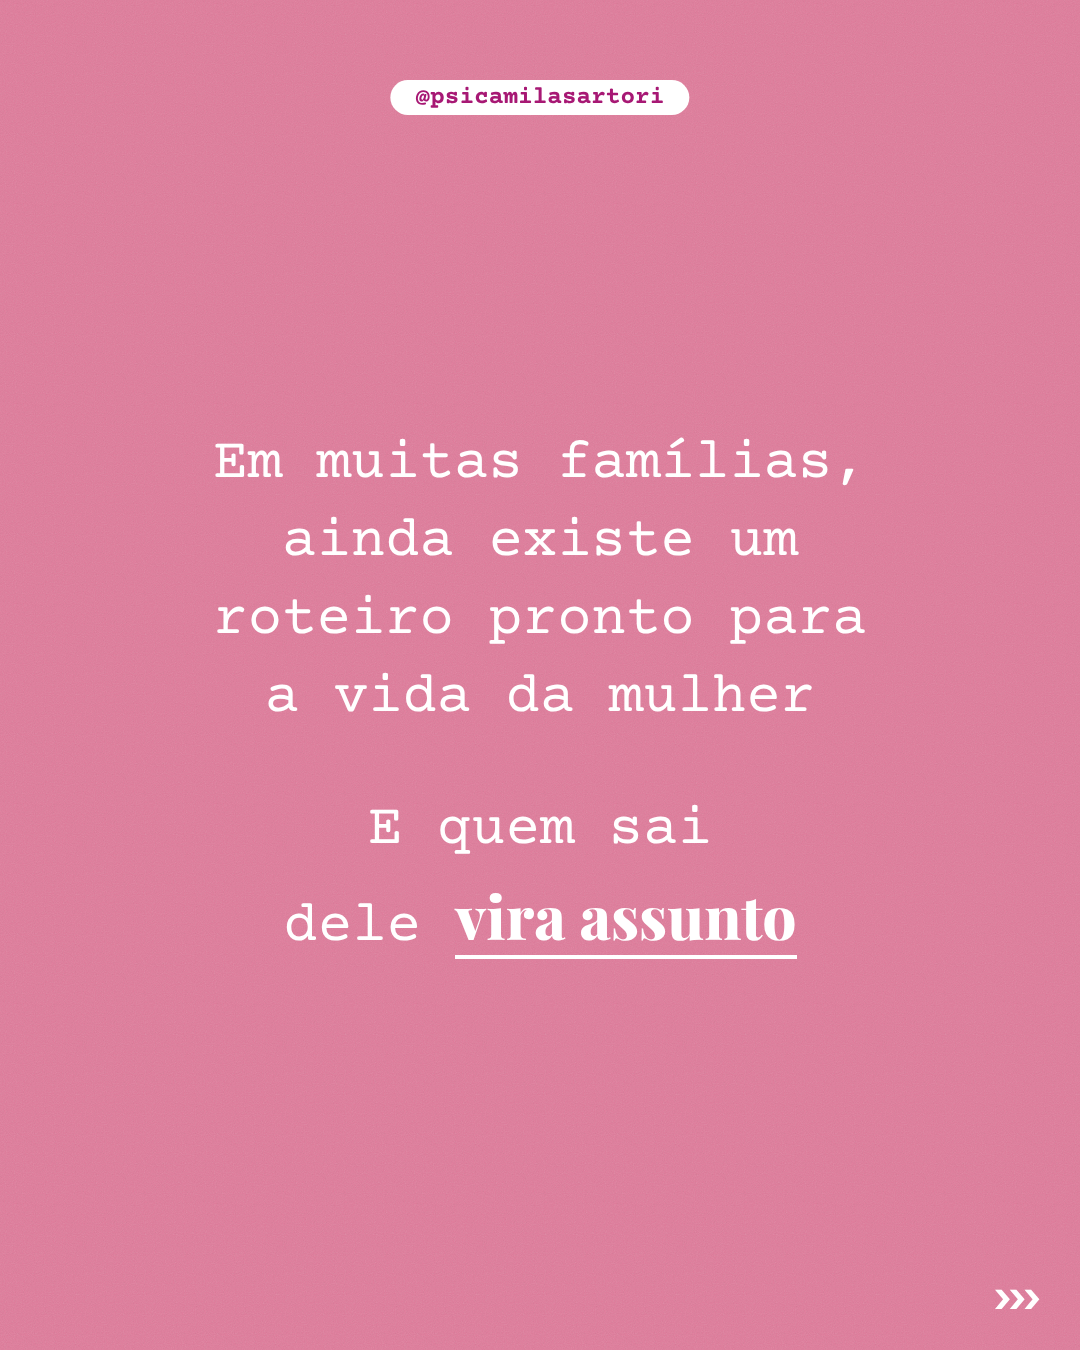 @psicamilasartori
Em muitas famílias,
ainda existe um
roteiro pronto para
a vida da mulher
E quem sai
dele vira assunto